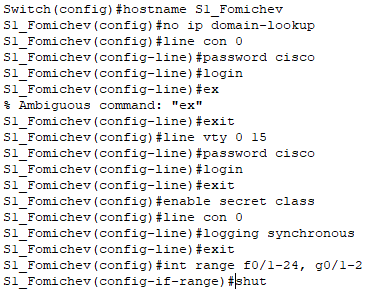 Switch(config)#hostname S1_Fomichev
S1_Fomichev(config)#no ip domain-lookup
S1_Fomichev(config)#line con 0
S1_Fomichev(config-line)#password cisco
S1_Fomichev(config-line)#login
S1_Fomichev(config-line)#ex
% Ambiguous command: "ex"
S1_Fomichev(config-line)#exit
S1_Fomichev(config)#line vty 0 15
S1_Fomichev(config-line)#password cisco
S1_Fomichev(config-line)#login
S1_Fomichev(config-line)#exit
S1_Fomichev(config)#enable secret class
S1_Fomichev(config)#line con 0
S1_Fomichev(config-line)#logging synchronous
S1_Fomichev(config-line)#exit
S1_Fomichev(config)#int range f0/1-24, g0/1-2
S1_Fomichev(config-if-range)#shut